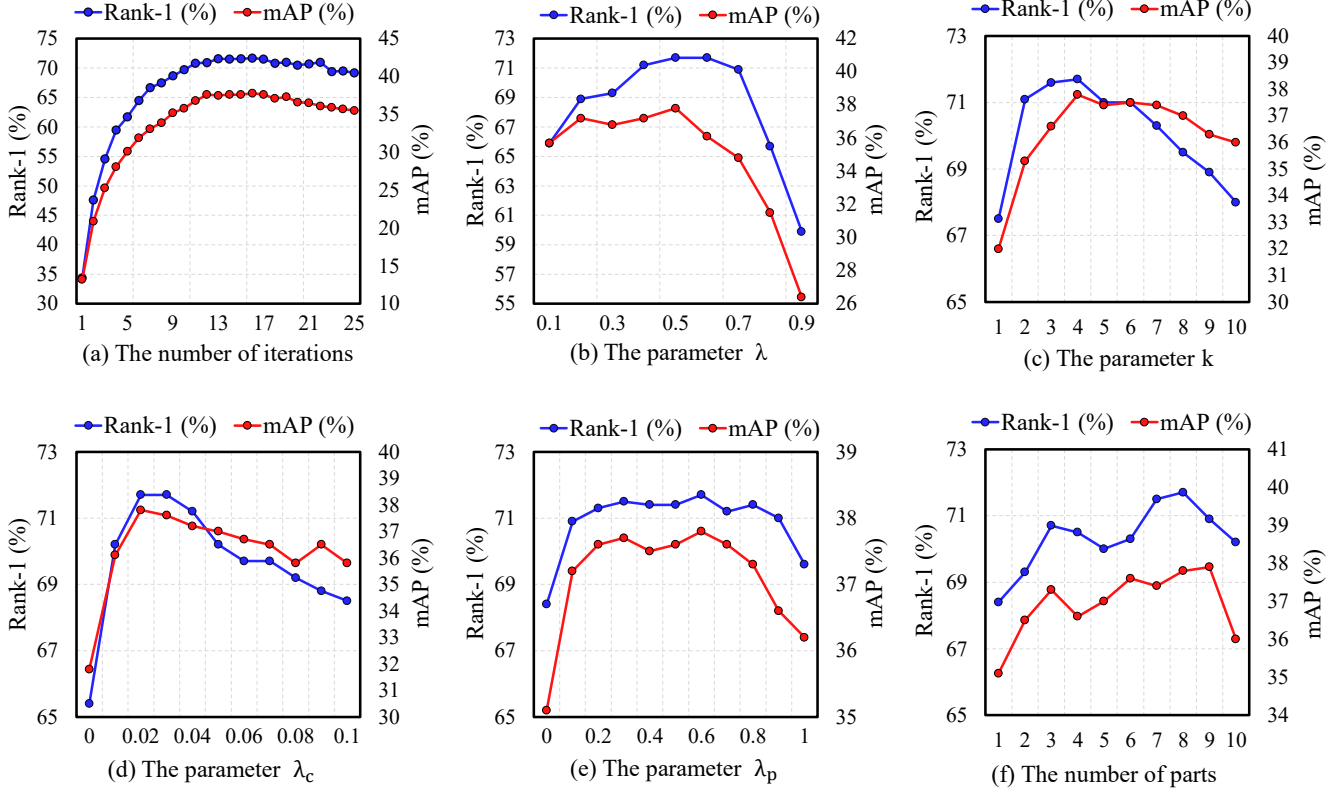 Rank-1 (%) mAP (%)
75 70 65 60 55 50 45 40 35 30
Rank-1 (%)
45 40 35 30 25 20 15 10
mAP (%)
1 5 9 13 17 21 25
(a) The number of iterations
Rank-1 (%) mAP (%)
73 71 69 67 65 63 61 59 57 55
Rank-1 (%)
42 40 38 36 34 32 30 28 26
mAP (%)
0.1 0.2 0.3 0.4 0.5 0.6 0.7 0.8 0.9
(b) The parameter λ
Rank-1 (%) mAP (%)
73 71 69 67 65
Rank-1 (%)
40 39 38 37 36 35 34 33 32 31 30
mAP (%)
1 2 3 4 5 6 7 8 9 10
(c) The parameter k
Rank-1 (%) mAP (%)
73 71 69 67 65
Rank-1 (%)
40 39 38 37 36 35 34 33 32 31 30
mAP (%)
0 0.02 0.04 0.06 0.08 0.1
(d) The parameter λc
Rank-1 (%) mAP (%)
73 71 69 67 65
Rank-1 (%)
39 38 37 36 35
mAP (%)
0 0.2 0.4 0.6 0.8 1
(e) The parameter λp
Rank-1 (%) mAP (%)
73 71 69 67 65
Rank-1 (%)
41 40 39 38 37 36 35 34
mAP (%)
1 2 3 4 5 6 7 8 9 10
(f) The number of parts